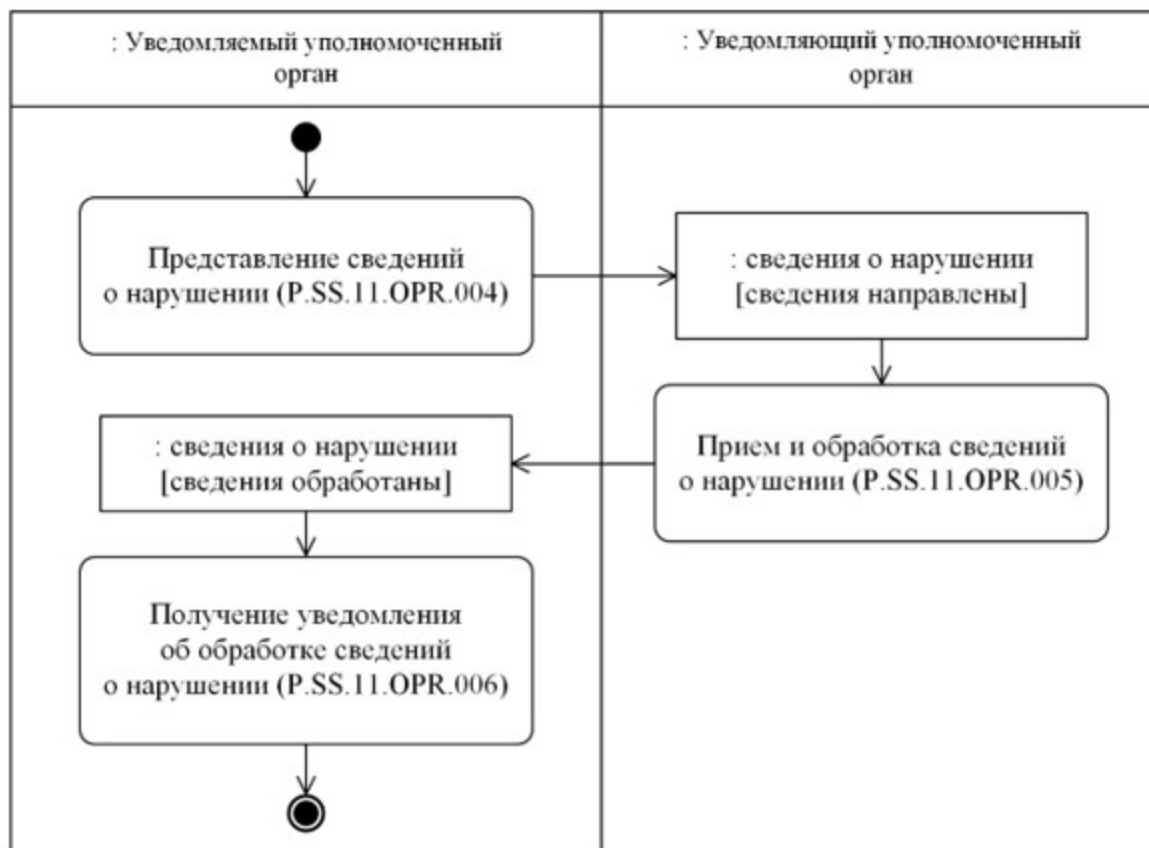 : Уведомляемый уполномоченный
орган
: Уведомляющий уполномоченный
орган
Представление сведений
о нарушении (P.SS.11.OPR.004)
: сведения о нарушении
[сведения направлены]
Прием и обработка сведений
о нарушении (P.SS.11.OPR.005)
: сведения о нарушении
[сведения обработаны]
Получение уведомления
об обработке сведений
о нарушении (P.SS.11.OPR.006)